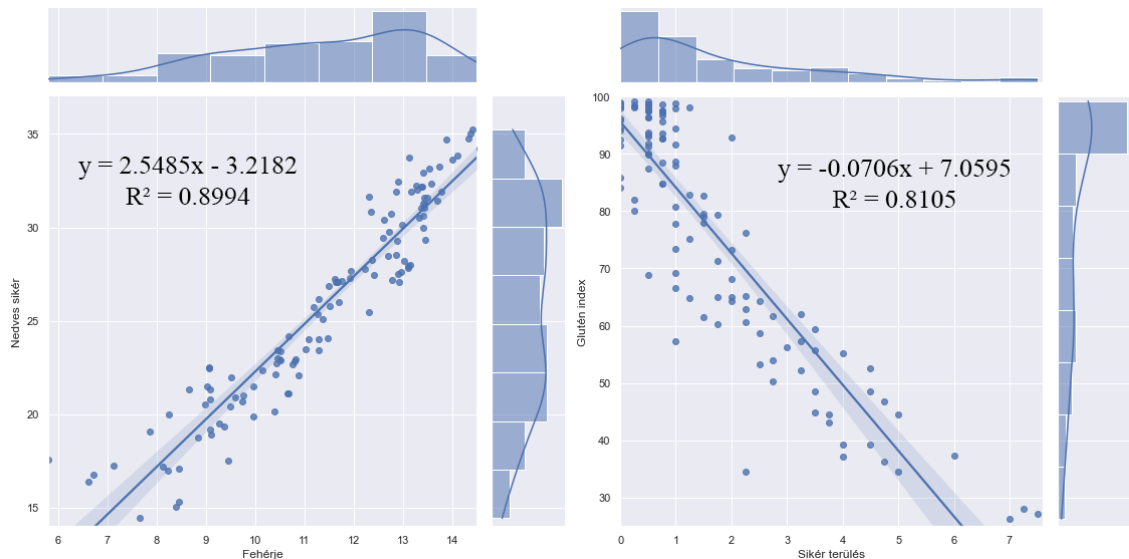 35
30
25
20
15
Nedves sikér
y = 2.5485x - 3.2182
R² = 0.8994
6 7 8 9 10 11 12 13 14
Fehérje
100
90
80
70
60
50
40
30
Glutén index
y = -0.0706x + 7.0595
R² = 0.8105
0 1 2 3 4 5 6 7
Sikér terülés